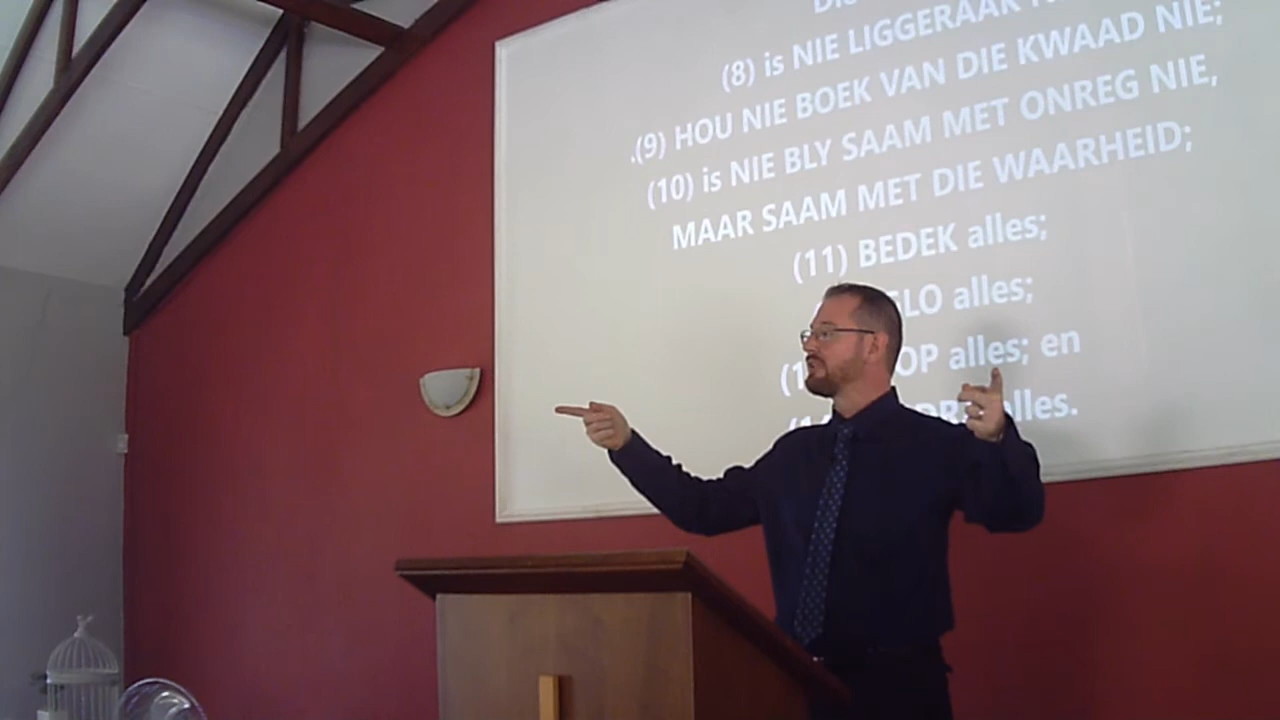 (8) is NIE LIGGERAAK
.(9) HOU NIE BOEK VAN DIE KWAAD NIE;
(10) is NIE BLY SAAM MET ONREG NIE,
MAAR SAAM MET DIE WAARHEID;
(11) BEDEK alles;
alles;
alles; en
alles.